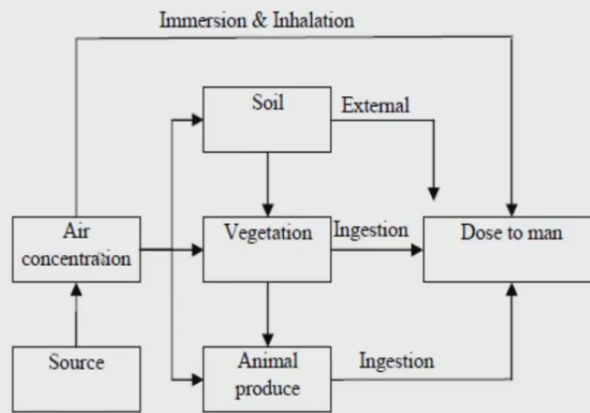 Immersion & Inhalation
Soil
External
Air
concentration
Vegetation
Ingestion
Dose to man
Source
Animal
produce
Ingestion